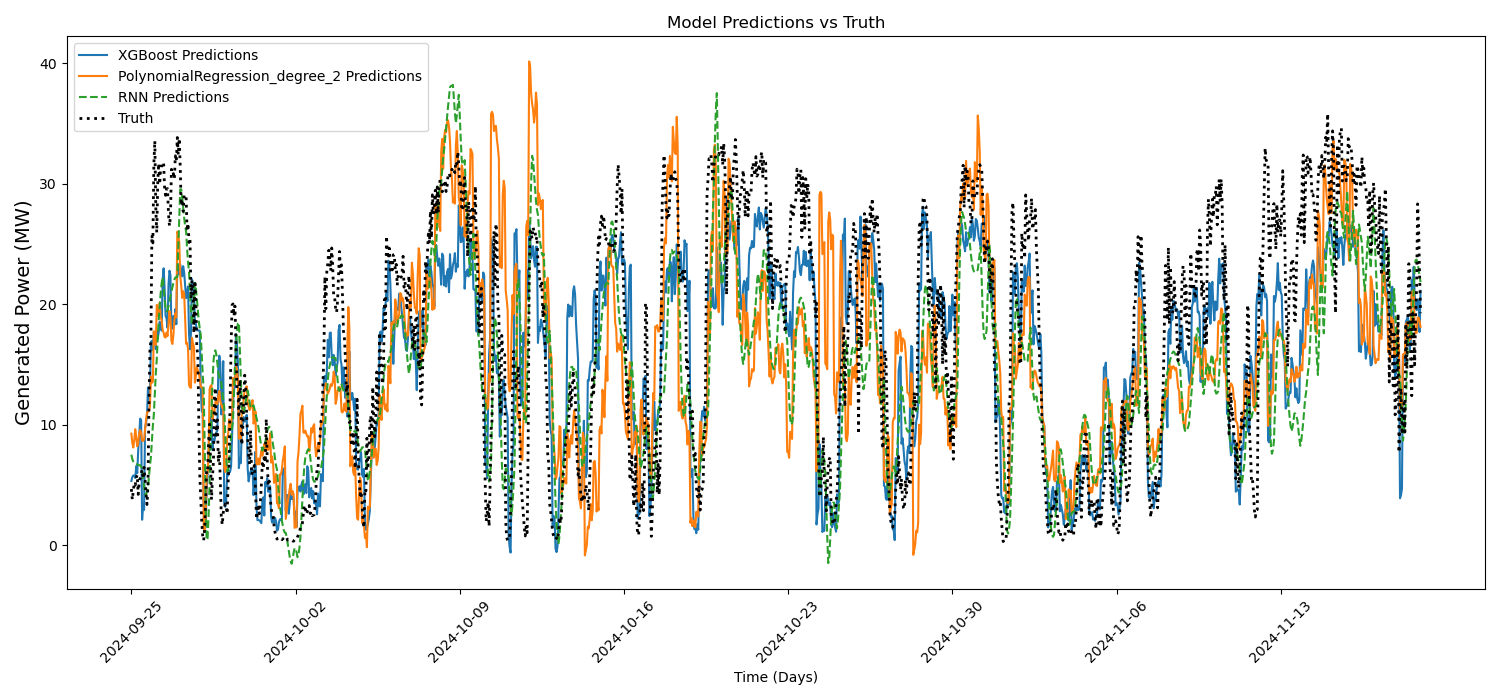 Model Predictions vs Truth
XGBoost Predictions
PolynomialRegression_degree_2 Predictions
RNN Predictions
Truth
Generated Power (MW)
40
30
20
10
0
2024-09-25
2024-10-02
2024-10-09
2024-10-16
2024-10-23
2024-10-30
2024-11-06
2024-11-13
Time (Days)